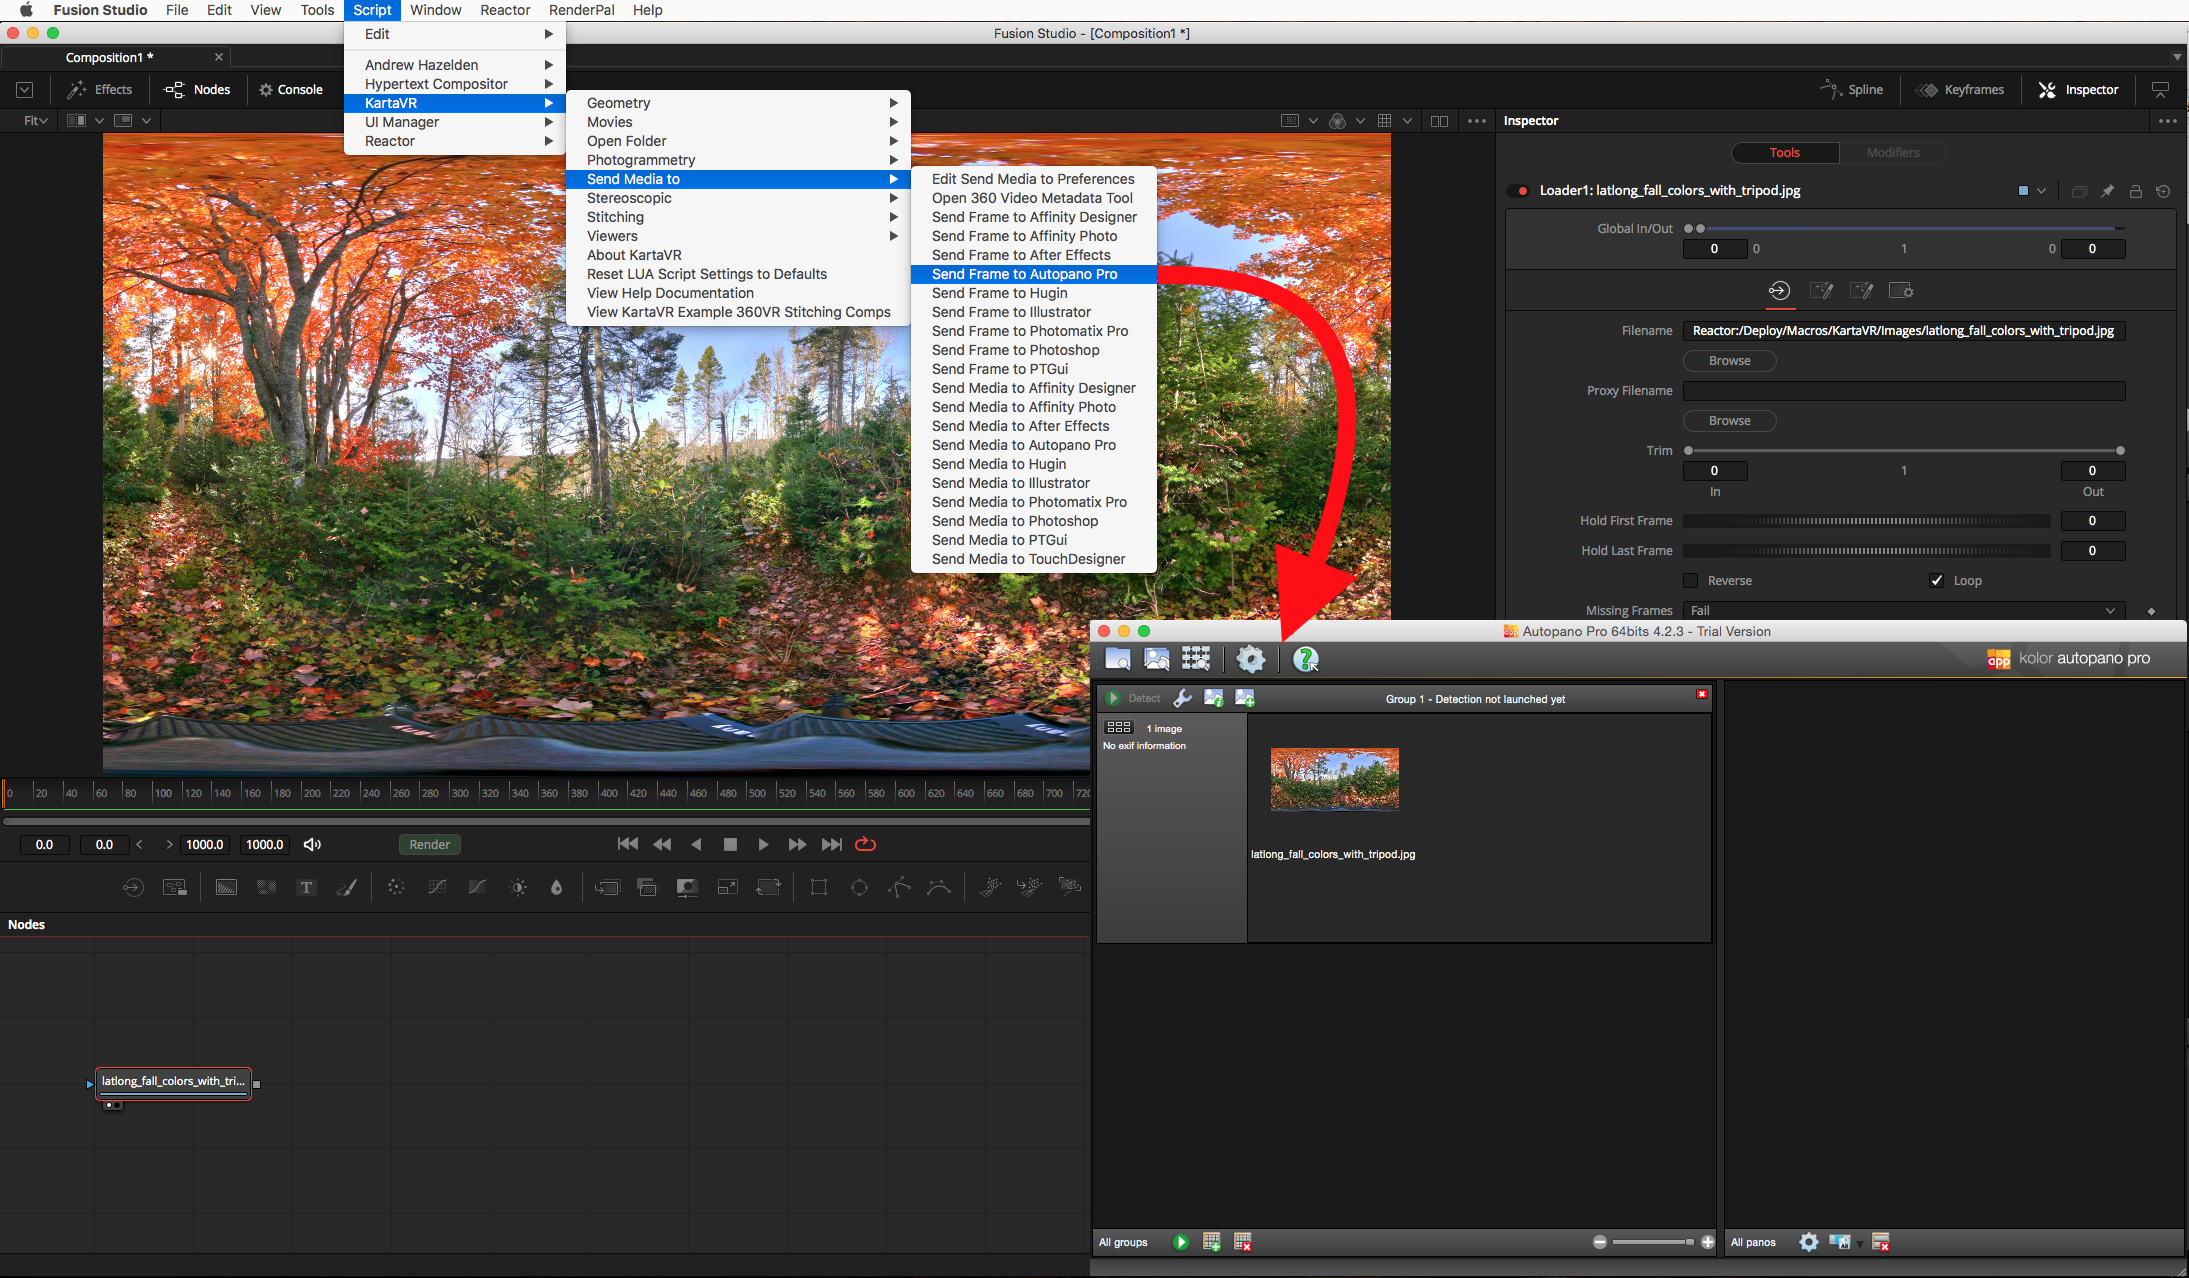 Fusion Studio File Edit View Tools Script Window Reactor RenderPal Help
Fusion Studio - [Composition1 *]
Composition1 *
Effects Nodes Console
Spline Keyframes Inspector
Fit
Edit
Andrew Hazelden
Hypertext Compositor
KartaVR
UI Manager
Reactor
Geometry
Movies
Open Folder
Photogrammetry
Send Media to
Stereoscopic
Stitching
Viewers
About KartaVR
Reset LUA Script Settings to Defaults
View Help Documentation
View KartaVR Example 360VR Stitching Comps
Edit Send Media to Preferences
Open 360 Video Metadata Tool
Send Frame to Affinity Designer
Send Frame to Affinity Photo
Send Frame to After Effects
Send Frame to Autopano Pro
Send Frame to Hugin
Send Frame to Illustrator
Send Frame to Photomatix Pro
Send Frame to Photoshop
Send Frame to PTGui
Send Media to Affinity Designer
Send Media to Affinity Photo
Send Media to After Effects
Send Media to Autopano Pro
Send Media to Hugin
Send Media to Illustrator
Send Media to Photomatix Pro
Send Media to Photoshop
Send Media to PTGui
Send Media to TouchDesigner
Inspector
Tools Modifiers
Loader1: latlong_fall_colors_with_tripod.jpg
Global In/Out
0 0 1 0 0
Filename Reactor:/Deploy/Macros/KartaVR/Images/latlong_fall_colors_with_tripod.jpg
Browse
Proxy Filename
Browse
Trim
0 1 0
In Out
Hold First Frame 0
Hold Last Frame 0
Reverse Loop
Missing Frames Fail
Autopano Pro 64bits 4.2.3 - Trial Version
app kolor autopano pro
Detect Group 1 - Detection not launched yet
1 image
No exif information
latlong_fall_colors_with_tripod.jpg
All groups All panos
0 20 40 60 80 100 120 140 160 180 200 220 240 260 280 300 320 340 360 380 400 420 440 460 480 500 520 540 560 580 600 620 640 660 680 700 720
0.0 0.0 < > 1000.0 1000.0 Render
T
Nodes
latlong_fall_colors_with_tri...